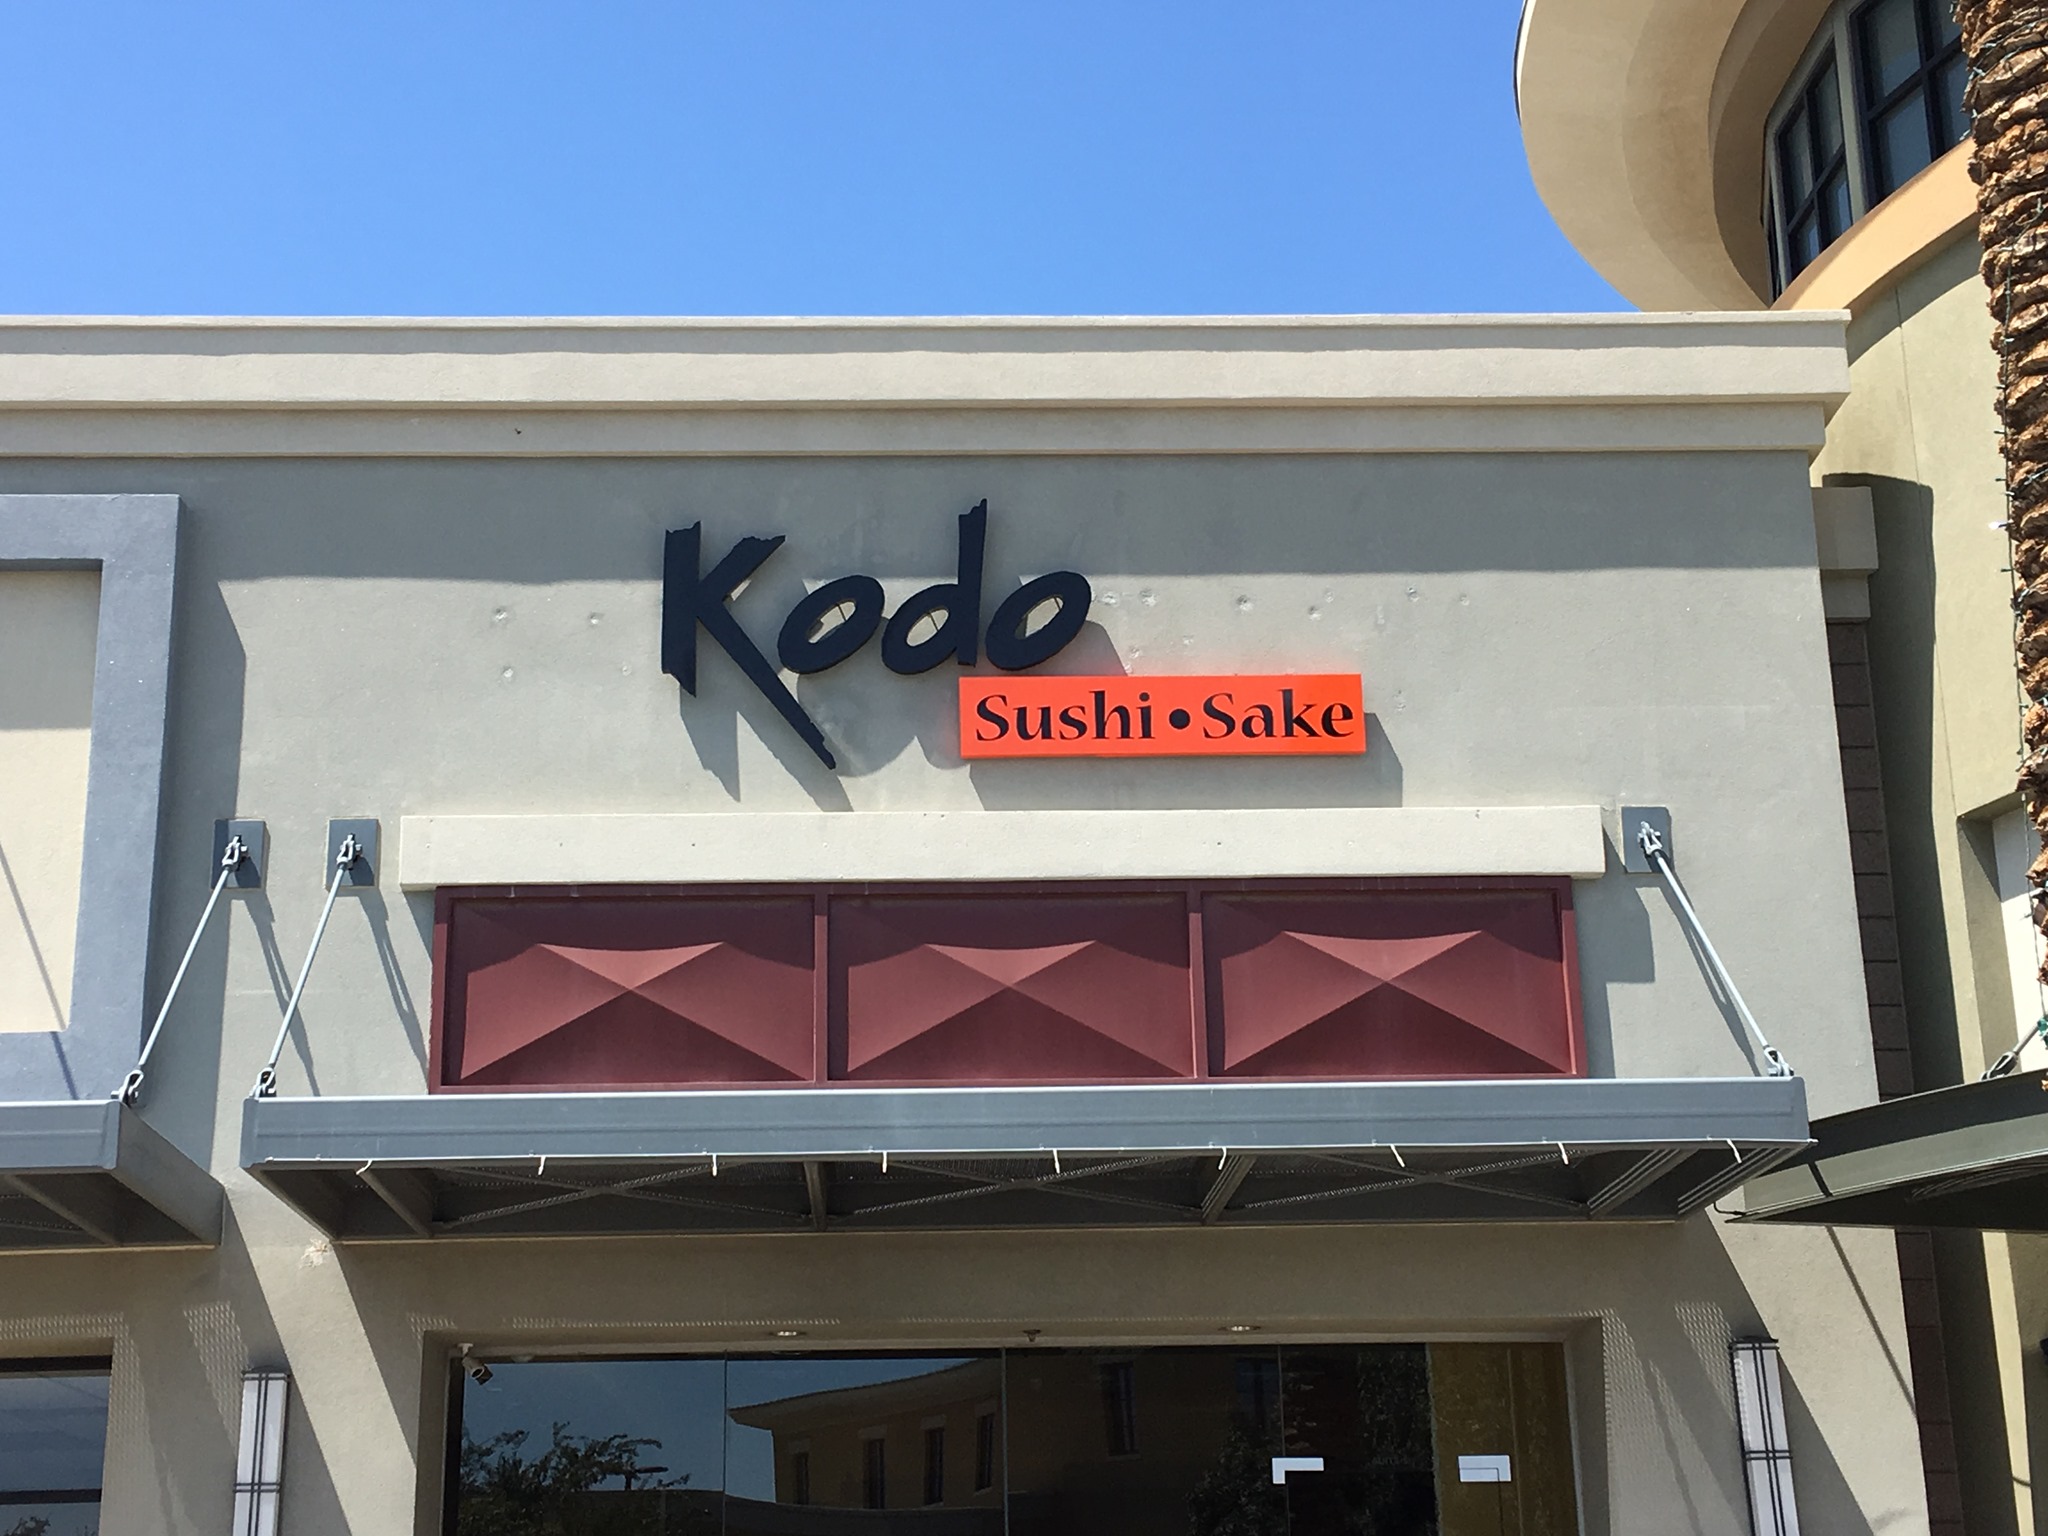 Kodo
Sushi • Sake